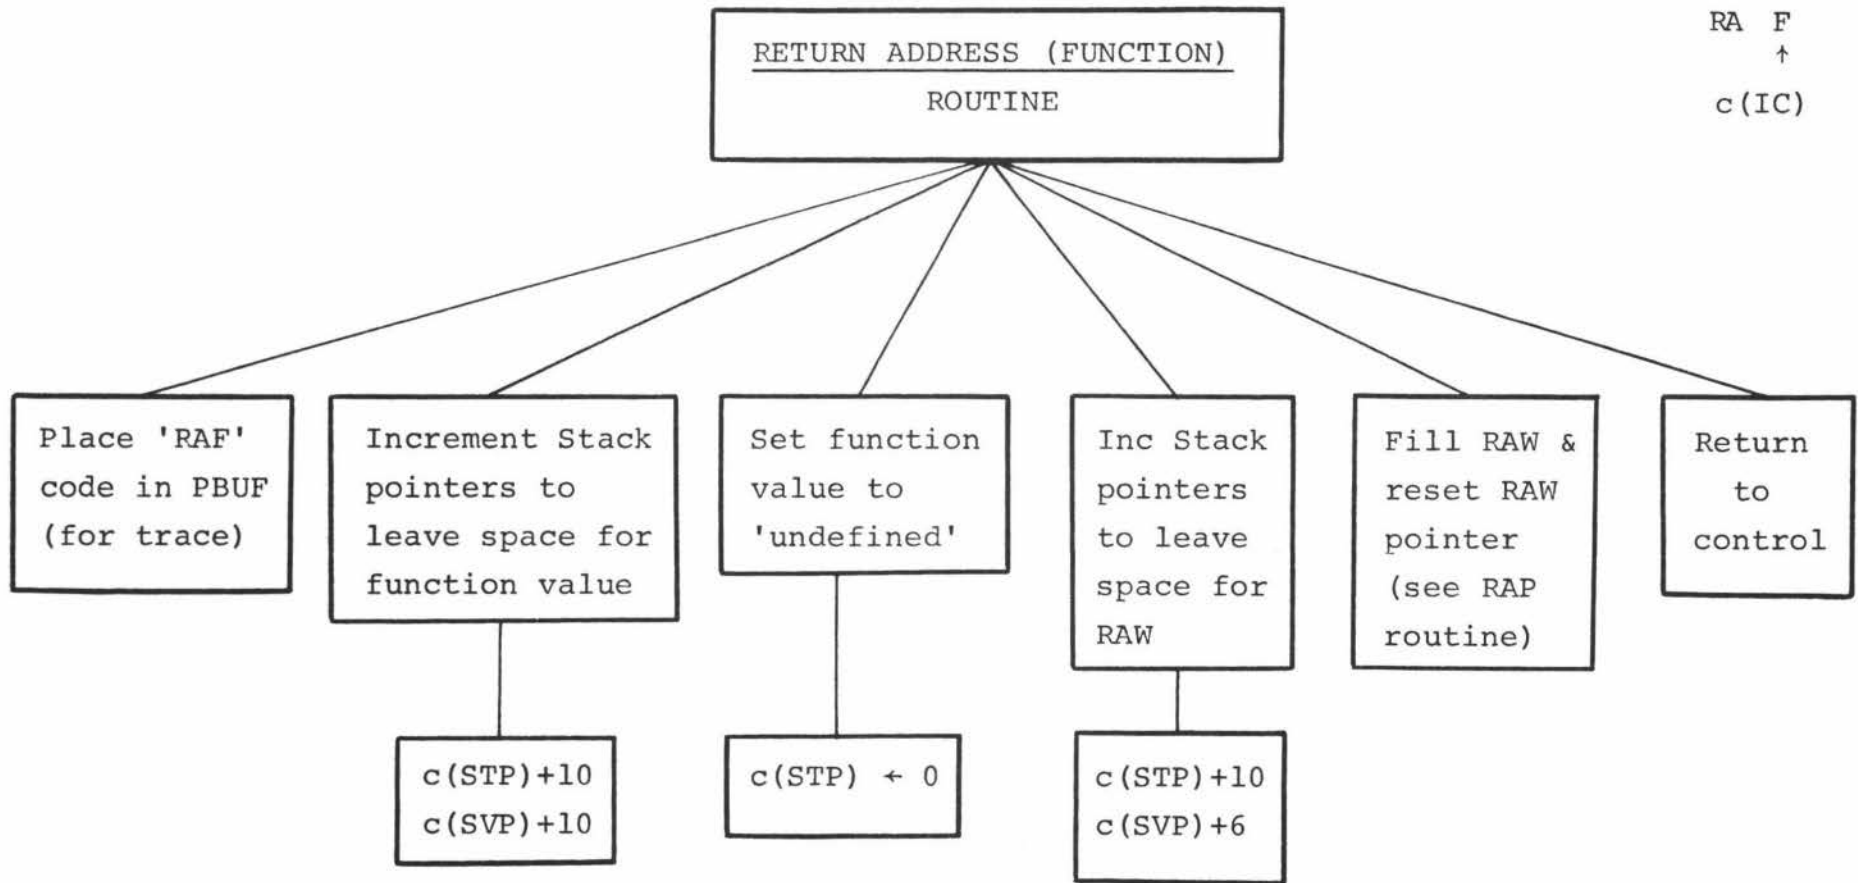 RETURN ADDRESS (FUNCTION)
ROUTINE
RA F
↑
c(IC)
Place 'RAF'
code in PBUF
(for trace)
Increment Stack
pointers to
leave space for
function value
Set function
value to
'undefined'
Inc Stack
pointers
to leave
space for
RAW
Fill RAW &
reset RAW
pointer
(see RAP
routine)
Return
to
control
c(STP)+10
c(SVP)+10
c(STP) ← 0
c(STP)+10
c(SVP)+6